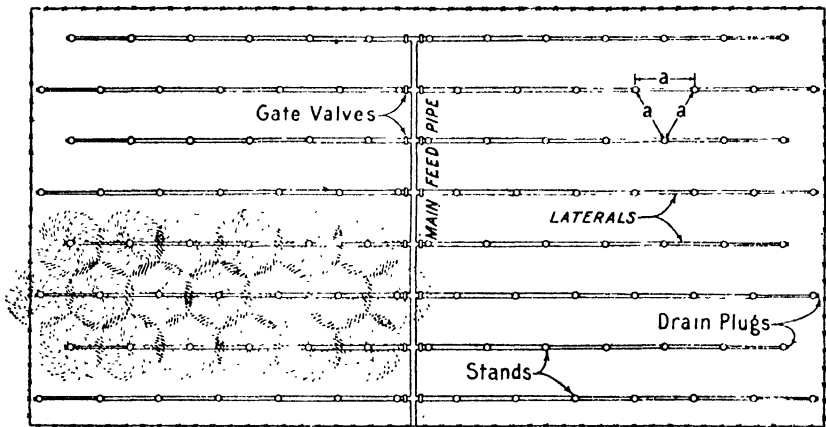 a
a a
Gate Valves
MAIN FEED PIPE
LATERALS
Drain Plugs
Stands